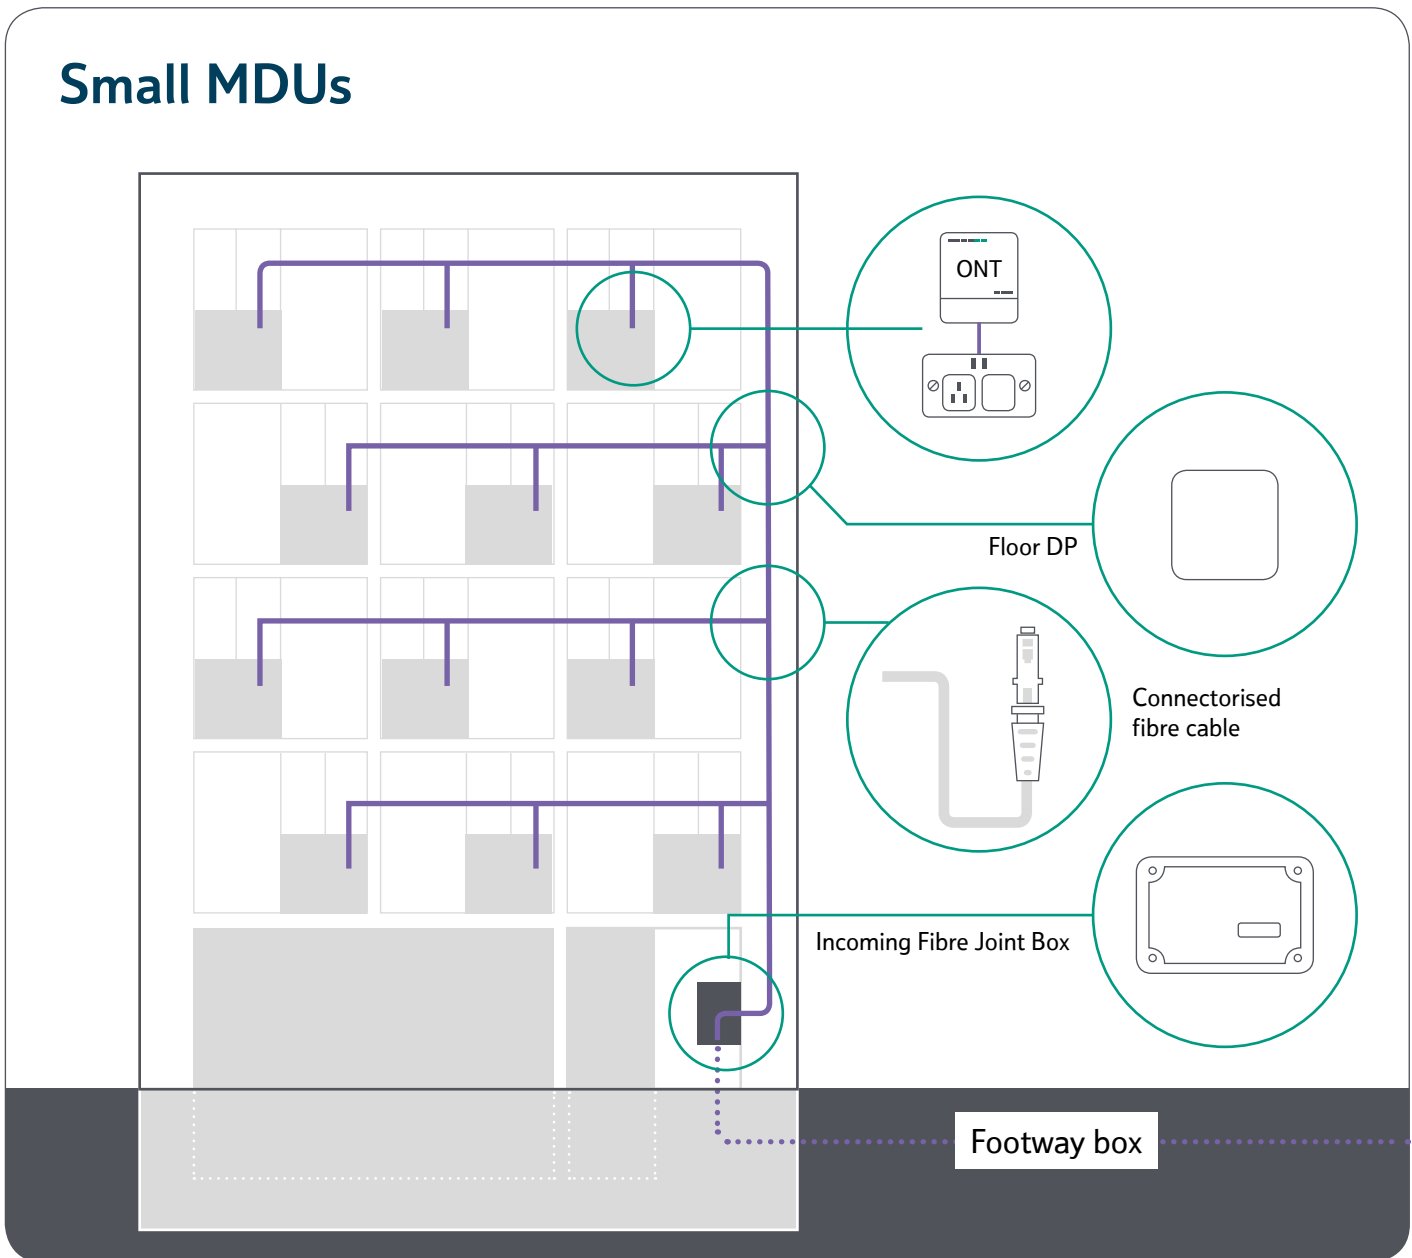 Small MDUs
ONT
Floor DP
Connectorised
fibre cable
Incoming Fibre Joint Box
Footway box